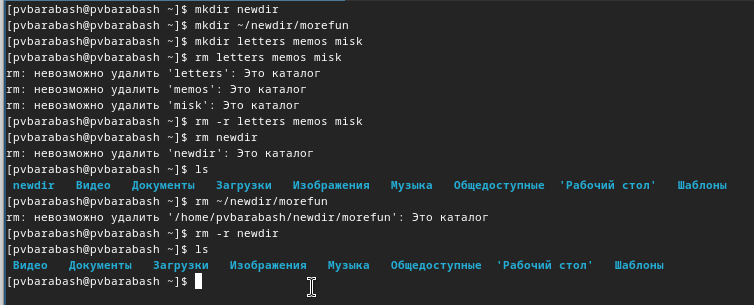 [pvbarabash@pvbarabash ~]$ mkdir newdir
[pvbarabash@pvbarabash ~]$ mkdir ~/newdir/morefun
[pvbarabash@pvbarabash ~]$ mkdir letters memos misk
[pvbarabash@pvbarabash ~]$ rm letters memos misk
rm: невозможно удалить 'letters': Это каталог
rm: невозможно удалить 'memos': Это каталог
rm: невозможно удалить 'misk': Это каталог
[pvbarabash@pvbarabash ~]$ rm -r letters memos misk
[pvbarabash@pvbarabash ~]$ rm newdir
rm: невозможно удалить 'newdir': Это каталог
[pvbarabash@pvbarabash ~]$ ls
newdir Видео Документы Загрузки Изображения Музыка Общедоступные 'Рабочий стол' Шаблоны
[pvbarabash@pvbarabash ~]$ rm ~/newdir/morefun
rm: невозможно удалить '/home/pvbarabash/newdir/morefun': Это каталог
[pvbarabash@pvbarabash ~]$ rm -r newdir
[pvbarabash@pvbarabash ~]$ ls
Видео Документы Загрузки Изображения Музыка Общедоступные 'Рабочий стол' Шаблоны
[pvbarabash@pvbarabash ~]$